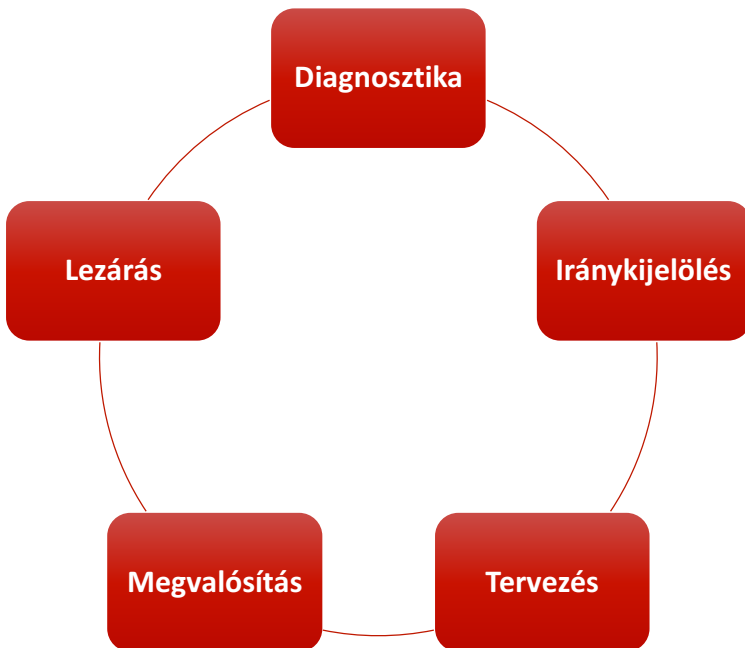 Diagnosztika
Iránykijelölés
Tervezés
Megvalósítás
Lezárás